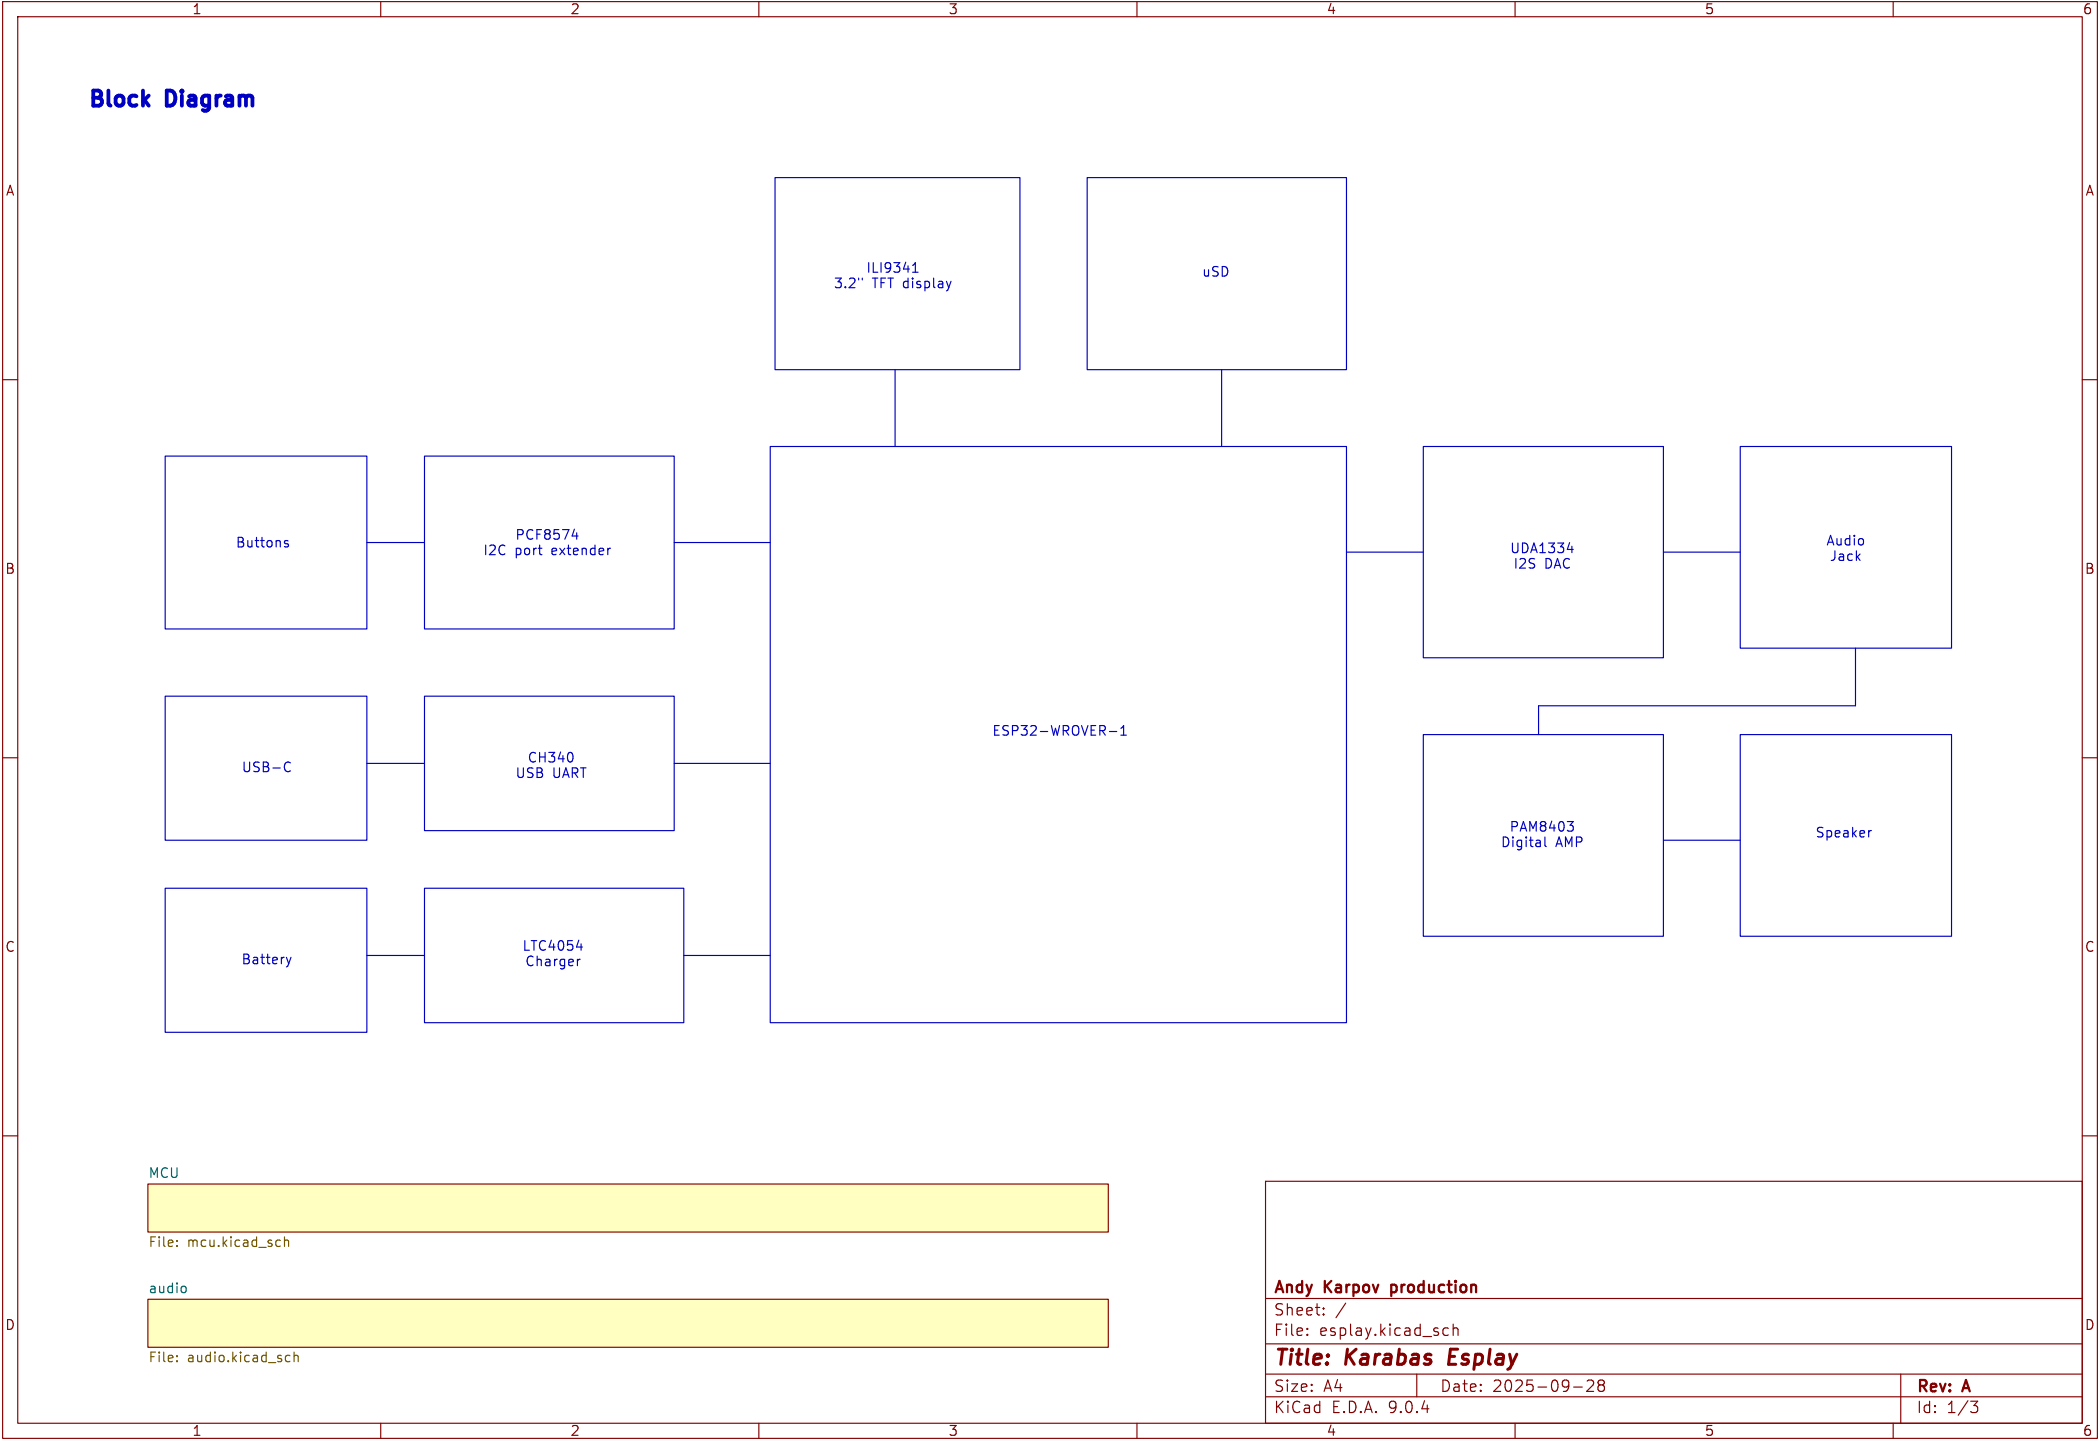 1 2 3 4 5 6
Block Diagram
A A
ILI9341
3.2" TFT display
uSD
Buttons
PCF8574
I2C port extender
UDA1334
I2S DAC
Audio
Jack
B B
ESP32-WROVER-1
USB-C
CH340
USB UART
PAM8403
Digital AMP
Speaker
Battery
LTC4054
Charger
C C
MCU
File: mcu.kicad_sch
audio
File: audio.kicad_sch
Andy Karpov production
Sheet: /
File: esplay.kicad_sch
D D
Title: Karabas Esplay
Size: A4 Date: 2025-09-28 Rev: A
KiCad E.D.A. 9.0.4 Id: 1/3
1 2 3 4 5 6